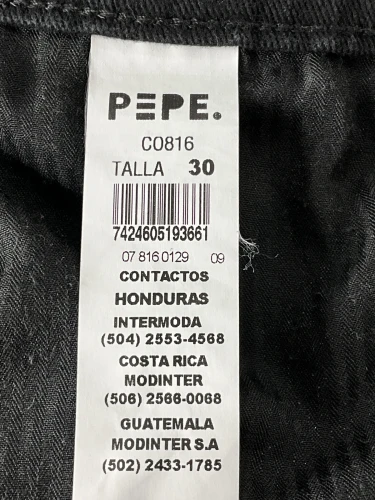 PEPE.
C0816
TALLA 30
7424605193661
07 816 0129 09
CONTACTOS
HONDURAS
INTERMODA
(504) 2553-4568
COSTA RICA
MODINTER
(506) 2566-0068
GUATEMALA
MODINTER S.A
(502) 2433-1785